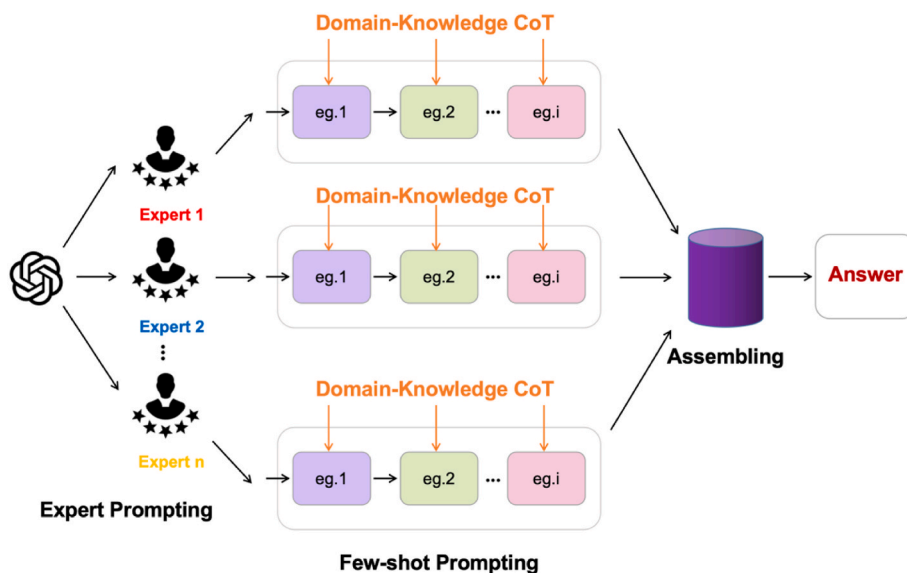 Domain-Knowledge CoT
eg.1 eg.2 ... eg.i
Expert 1
Domain-Knowledge CoT
eg.1 eg.2 ... eg.i
Expert 2
Answer
Assembling
Domain-Knowledge CoT
eg.1 eg.2 ... eg.i
Expert n
Expert Prompting
Few-shot Prompting